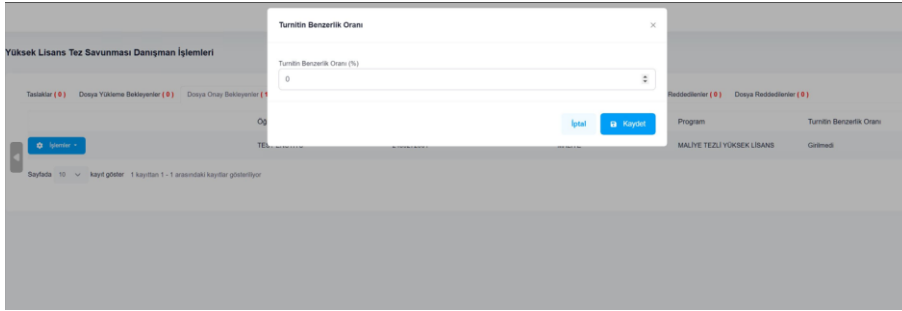 Turnitin Benzerlik Oranı
Yüksek Lisans Tez Savunması Danışman İşlemleri
Turnitin Benzerlik Oranı (%)
0
Taslaklar ( 0 ) Dosya Yükleme Bekleyenler ( 0 ) Dosya Onay Bekleyenler ( Reddedilenler ( 0 ) Dosya Reddedilenler ( 0 )
İptal Kaydet
Öğ Program Turnitin Benzerlik Oranı
İşlemler MALİYE TEZLİ YÜKSEK LİSANS Girilmedi
Sayfada 10 kayıt göster 1 kayıttan 1 - 1 arasındaki kayıtlar gösteriliyor